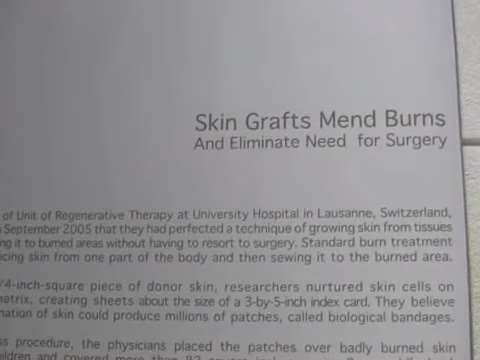 Skin Grafts Mend Burns
And Eliminate Need for Surgery
of Unit of Regenerative Therapy at University Hospital in Lausanne, Switzerland,
September 2005 that they had perfected a technique of growing skin from tissues
it to burned areas without having to resort to surgery. Standard burn treatment
skin from one part of the body and then sewing it to the burned area.
/4-inch-square piece of donor skin, researchers nurtured skin cells on
creating sheets about the size of a 3-by-5-inch index card. They believe
of skin could produce millions of patches, called biological bandages.
procedure, the physicians placed the patches over badly burned skin
and covered more than